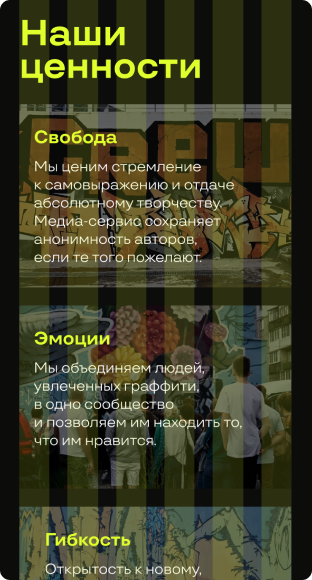 Наши
ценности
Свобода
Мы ценим стремление
к самовыражению и отдаче
абсолютному творчеству.
Медиа-сервис сохраняет
анонимность авторов,
если те того пожелают.
Эмоции
Мы объединяем людей,
увлеченных граффити,
в одно сообщество
и позволяем им находить то,
что им нравится.
Гибкость
Открытость к новому,